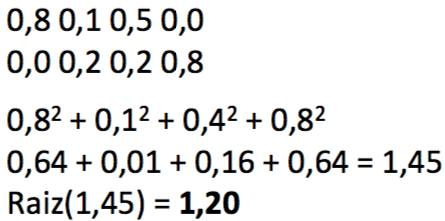 0,8 0,1 0,5 0,0
0,0 0,2 0,2 0,8
0,8² + 0,1² + 0,4² + 0,8²
0,64 + 0,01 + 0,16 + 0,64 = 1,45
Raiz(1,45) = 1,20